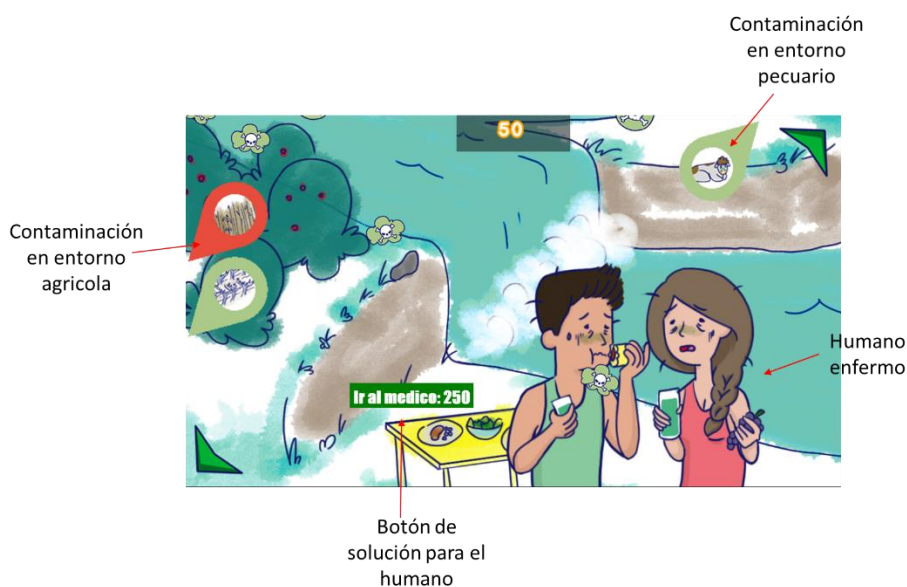 Contaminación
en entorno
pecuario
50
Contaminación
en entorno
agricola
Humano
enfermo
Ir al medico: 250
Botón de
solución para el
humano